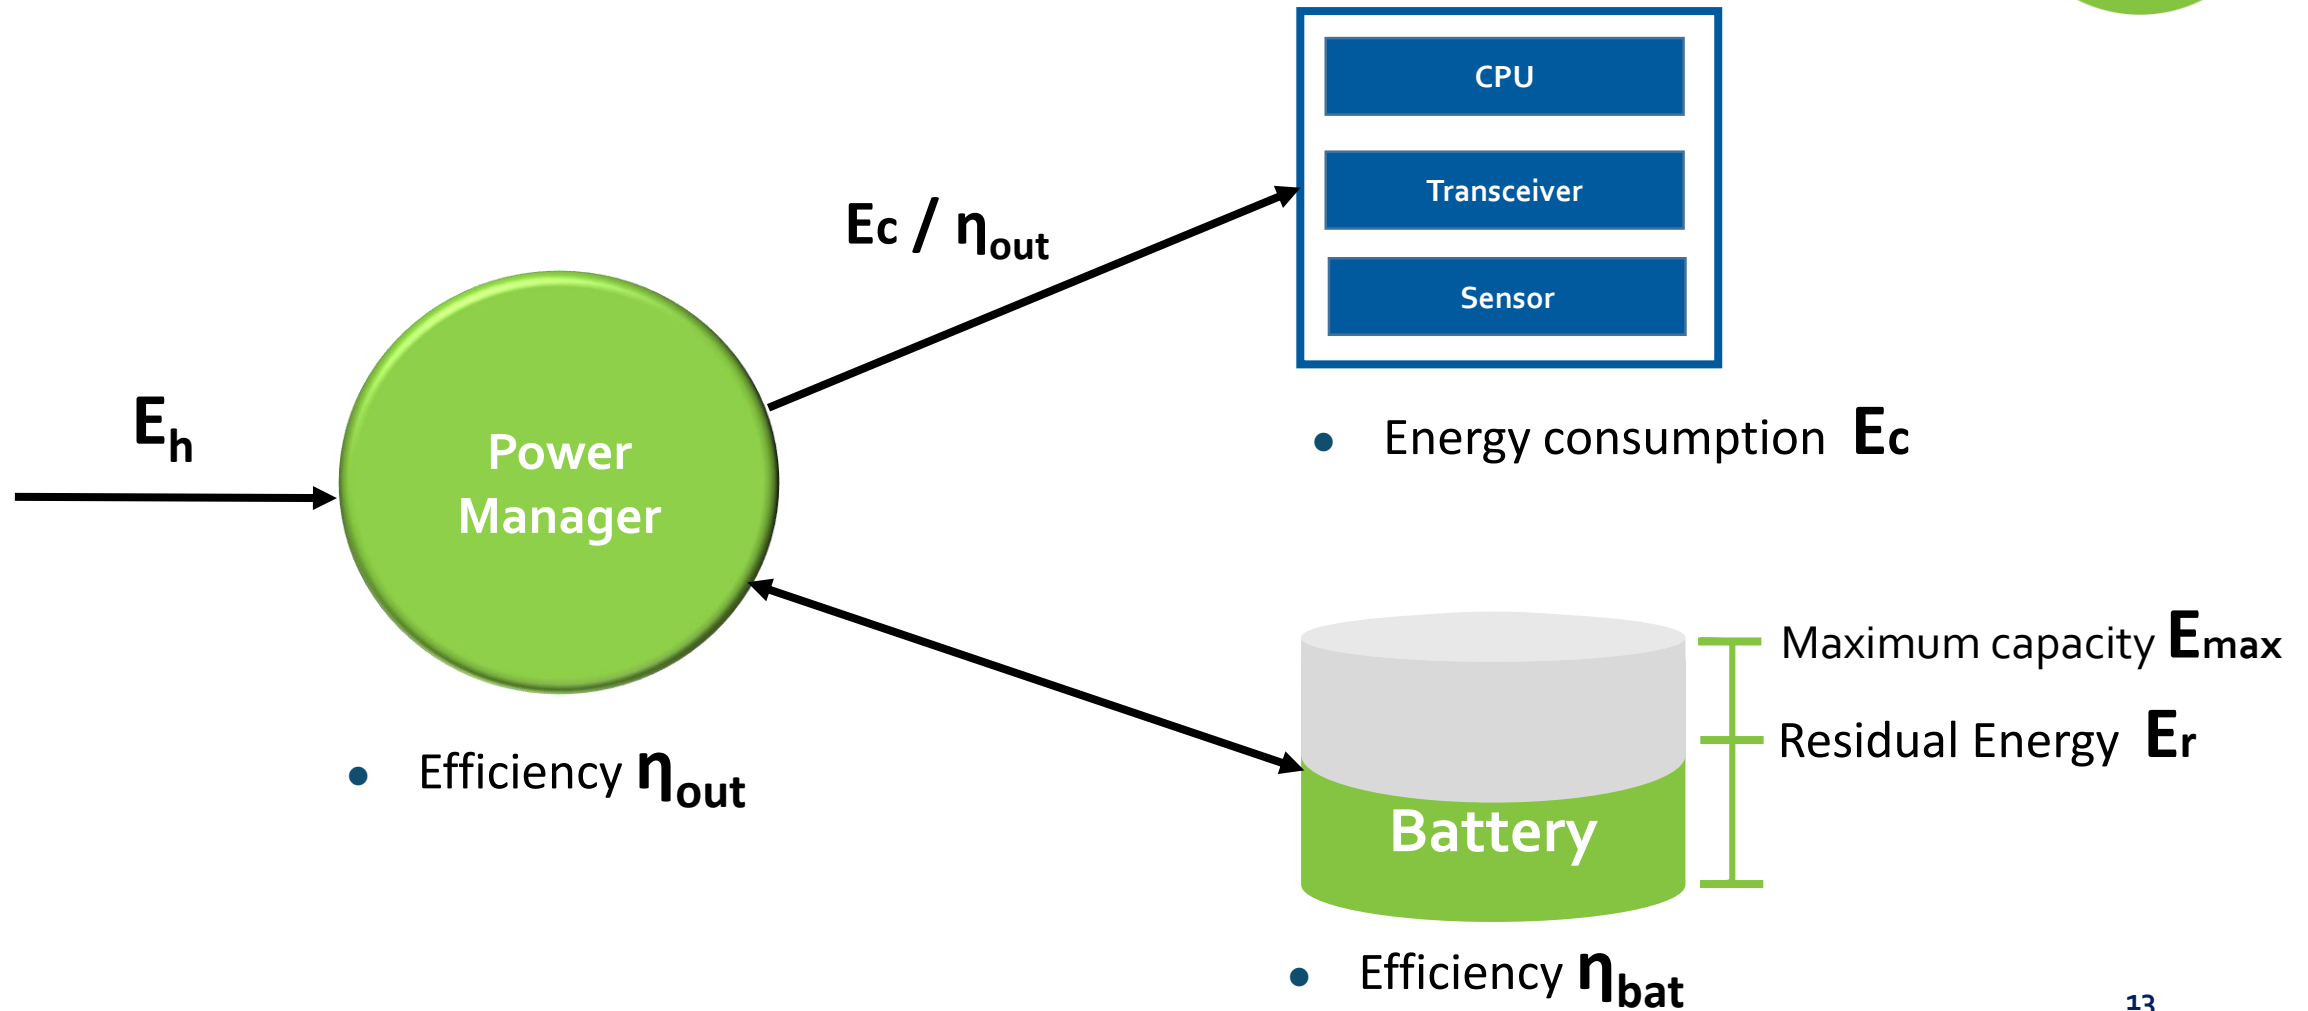 CPU
Transceiver
Sensor
Ec / ηout
Eh
Power
Manager
Energy consumption Ec
Efficiency ηout
Maximum capacity Emax
Residual Energy Er
Battery
Efficiency ηbat
13